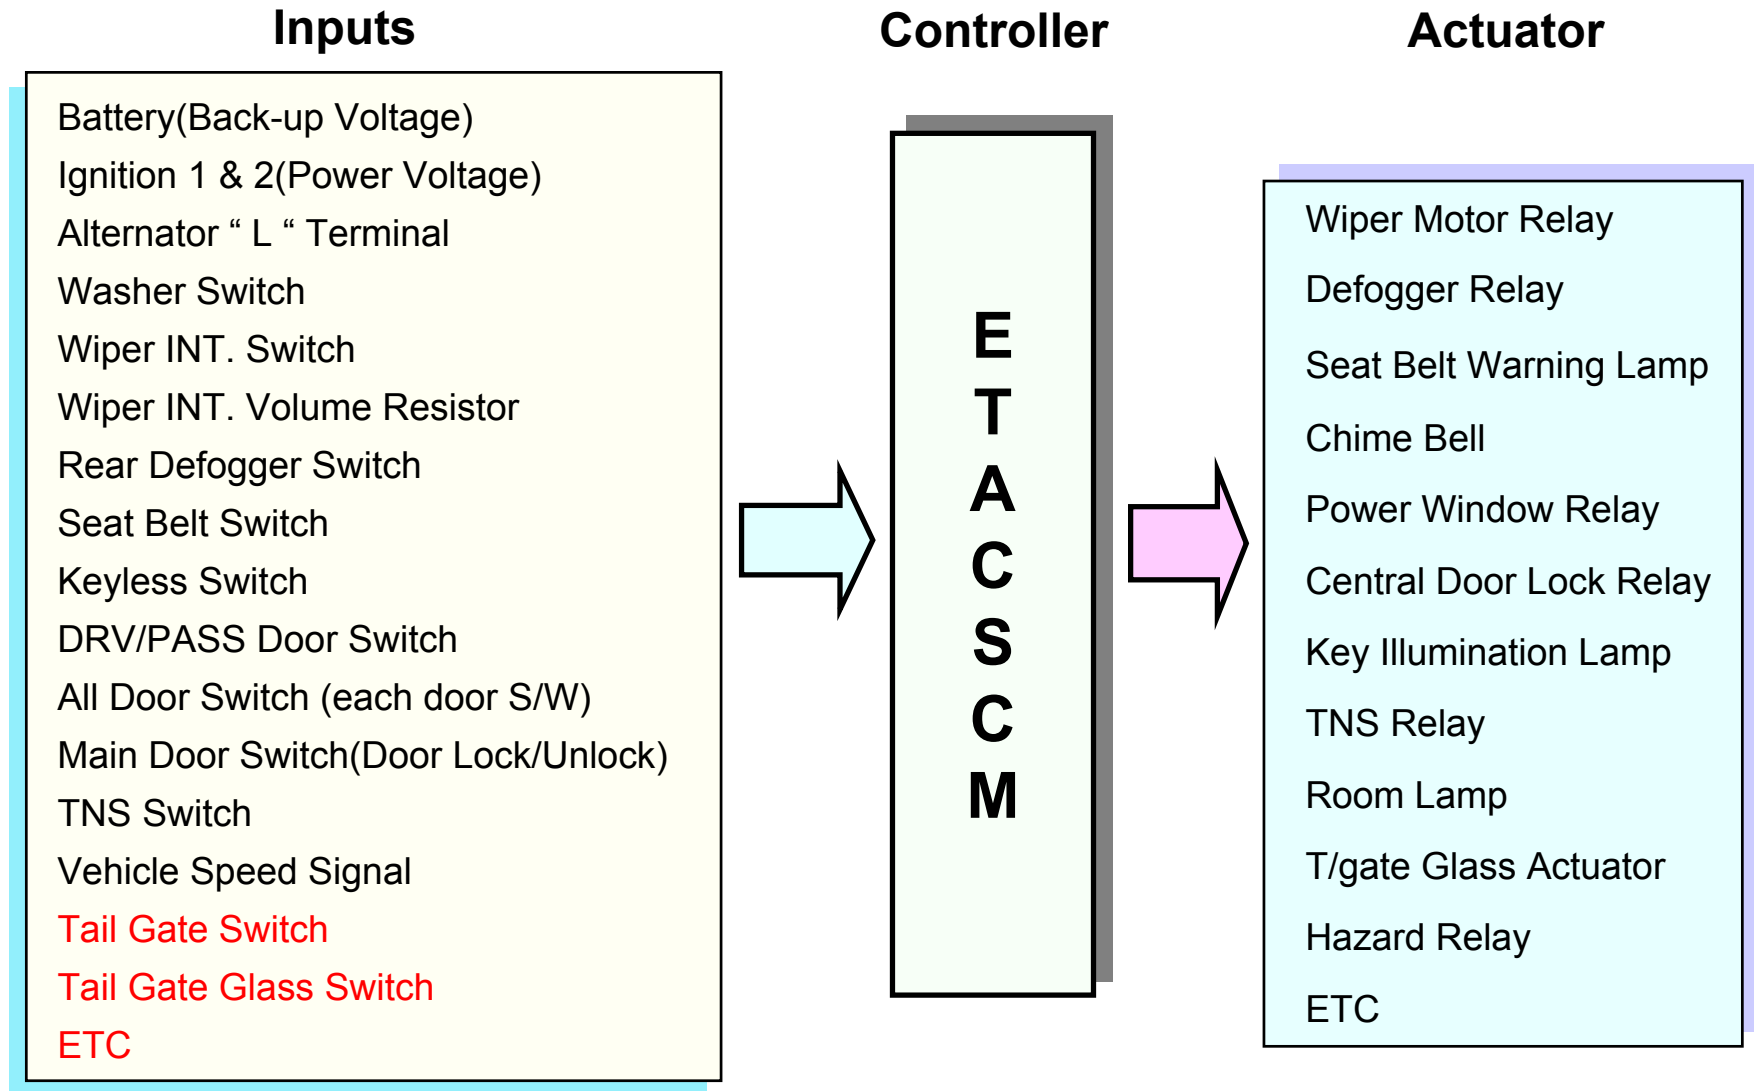 Inputs
Battery(Back-up Voltage)
Ignition 1 & 2(Power Voltage)
Alternator “ L “ Terminal
Washer Switch
Wiper INT. Switch
Wiper INT. Volume Resistor
Rear Defogger Switch
Seat Belt Switch
Keyless Switch
DRV/PASS Door Switch
All Door Switch (each door S/W)
Main Door Switch(Door Lock/Unlock)
TNS Switch
Vehicle Speed Signal
Tail Gate Switch
Tail Gate Glass Switch
ETC
Controller
E
T
A
C
S
C
M
Actuator
Wiper Motor Relay
Defogger Relay
Seat Belt Warning Lamp
Chime Bell
Power Window Relay
Central Door Lock Relay
Key Illumination Lamp
TNS Relay
Room Lamp
T/gate Glass Actuator
Hazard Relay
ETC